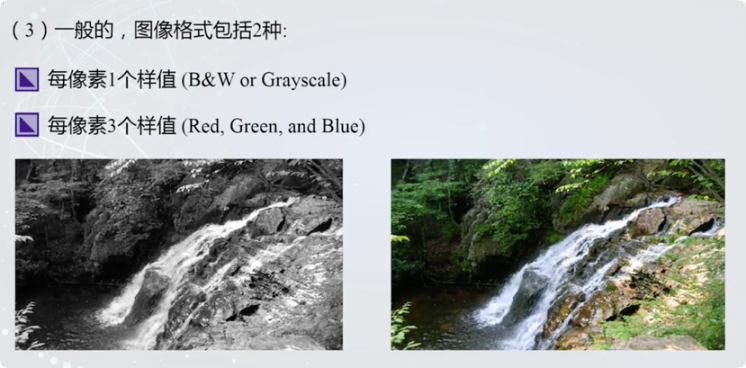 （3）一般的，图像格式包括2种:
每像素1个样值 (B&W or Grayscale)
每像素3个样值 (Red, Green, and Blue)